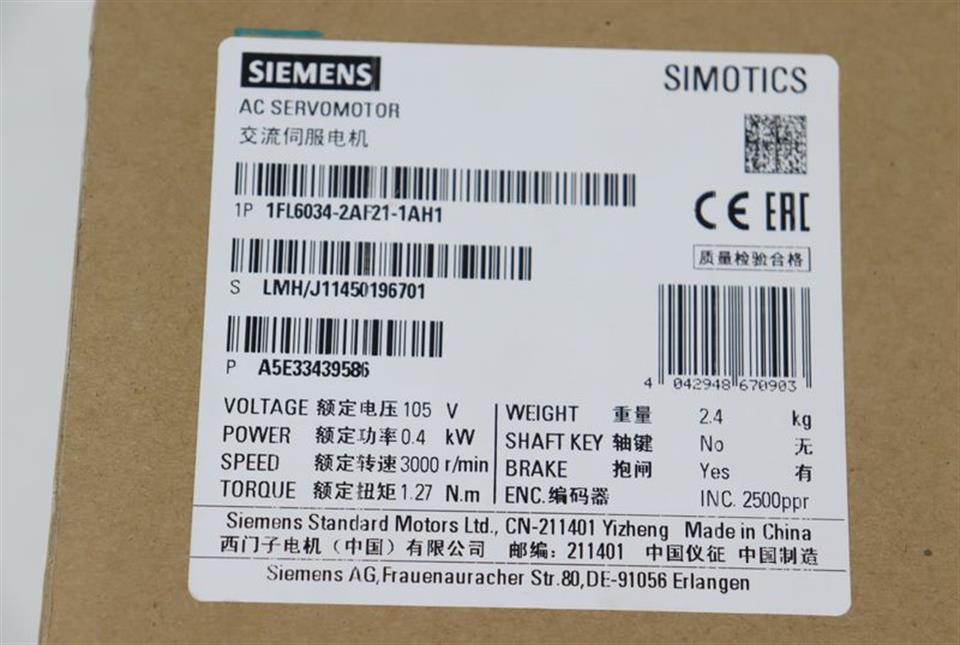 SIEMENS
SIMOTICS
AC SERVOMOTOR
交流伺服电机
1P 1FL6034-2AF21-1AH1
CE EAC
质量检验合格
S LMH/J11450196701
P A5E33439586
4 042948 670903
VOLTAGE 额定电压 105 V
POWER 额定功率 0.4 kW
SPEED 额定转速 3000 r/min
TORQUE 额定扭矩 1.27 N.m
WEIGHT 重量 2.4 kg
SHAFT KEY 轴键 No 无
BRAKE 抱闸 Yes 有
ENC.编码器 INC. 2500ppr
Siemens Standard Motors Ltd., CN-211401 Yizheng Made in China
西门子电机（中国）有限公司 邮编：211401 中国仪征 中国制造
Siemens AG,Frauenauracher Str.80,DE-91056 Erlangen